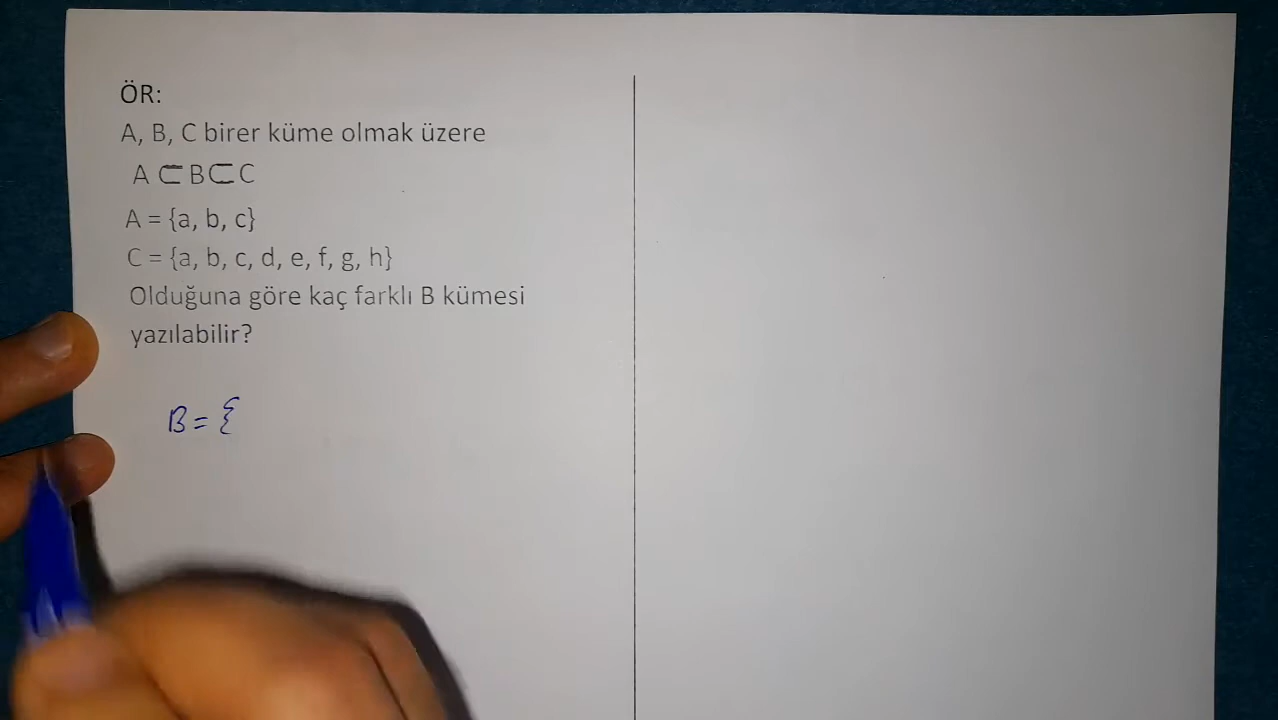 ÖR:
A, B, C birer küme olmak üzere
A ⊂ B ⊂ C
A = {a, b, c}
C = {a, b, c, d, e, f, g, h}
Olduğuna göre kaç farklı B kümesi
yazılabilir?
B = {